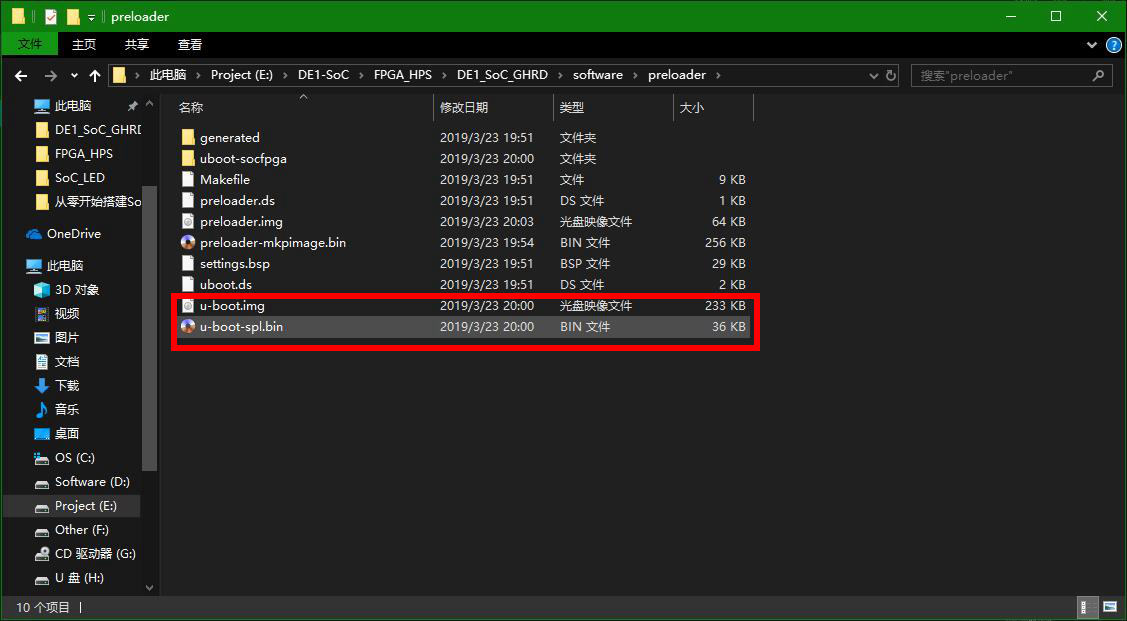 preloader
文件 主页 共享 查看
此电脑 Project (E:) DE1-SoC FPGA_HPS DE1_SoC_GHRD software preloader 搜索"preloader"
此电脑
DE1_SoC_GHRD
FPGA_HPS
SoC_LED
从零开始搭建So
OneDrive
此电脑
3D 对象
视频
图片
文档
下载
音乐
桌面
OS (C:)
Software (D:)
Project (E:)
Other (F:)
CD 驱动器 (G:)
U 盘 (H:)
名称 修改日期 类型 大小
generated 2019/3/23 19:51 文件夹
uboot-socfpga 2019/3/23 20:00 文件夹
Makefile 2019/3/23 19:51 文件 9 KB
preloader.ds 2019/3/23 19:51 DS 文件 1 KB
preloader.img 2019/3/23 20:03 光盘映像文件 64 KB
preloader-mkpimage.bin 2019/3/23 19:54 BIN 文件 256 KB
settings.bsp 2019/3/23 19:51 BSP 文件 29 KB
uboot.ds 2019/3/23 19:51 DS 文件 2 KB
u-boot.img 2019/3/23 20:00 光盘映像文件 233 KB
u-boot-spl.bin 2019/3/23 20:00 BIN 文件 36 KB
10 个项目